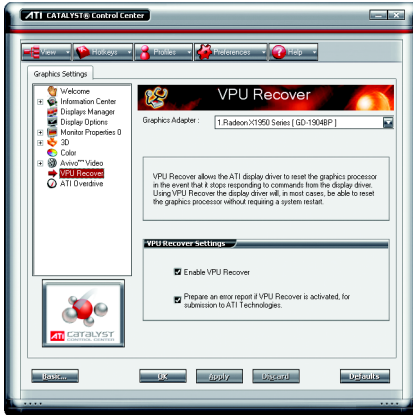 ATI CATALYST® Control Center
View
Hotkeys
Profiles
Preferences
Help
Graphics Settings
Welcome
Information Center
Displays Manager
Display Options
Monitor Properties 0
3D
Color
Avivo™ Video
VPU Recover
ATI Overdrive
VPU Recover
Graphics Adapter :
1.Radeon X1950 Series [ GD-1904BP ]
VPU Recover allows the ATI display driver to reset the graphics processor
in the event that it stops responding to commands from the display driver.
Using VPU Recover the display driver will, in most cases, be able to reset
the graphics processor without requiring a system restart.
VPU Recover Settings
Enable VPU Recover
Prepare an error report if VPU Recover is activated, for
submission to ATI Technologies.
ATI CATALYST
CONTROL CENTER
Basic...
OK
Apply
Discard
Defaults